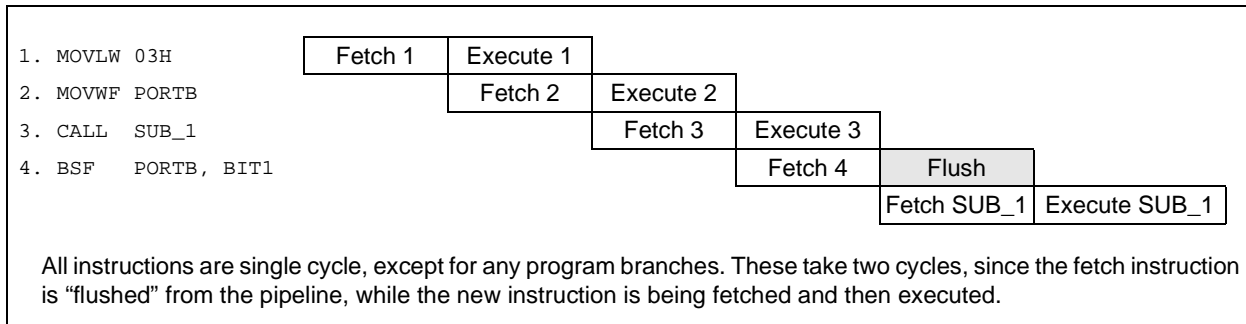 1. MOVLW 03H Fetch 1 Execute 1
2. MOVWF PORTB Fetch 2 Execute 2
3. CALL SUB_1 Fetch 3 Execute 3
4. BSF PORTB, BIT1 Fetch 4 Flush
Fetch SUB_1 Execute SUB_1
All instructions are single cycle, except for any program branches. These take two cycles, since the fetch instruction
is “flushed” from the pipeline, while the new instruction is being fetched and then executed.